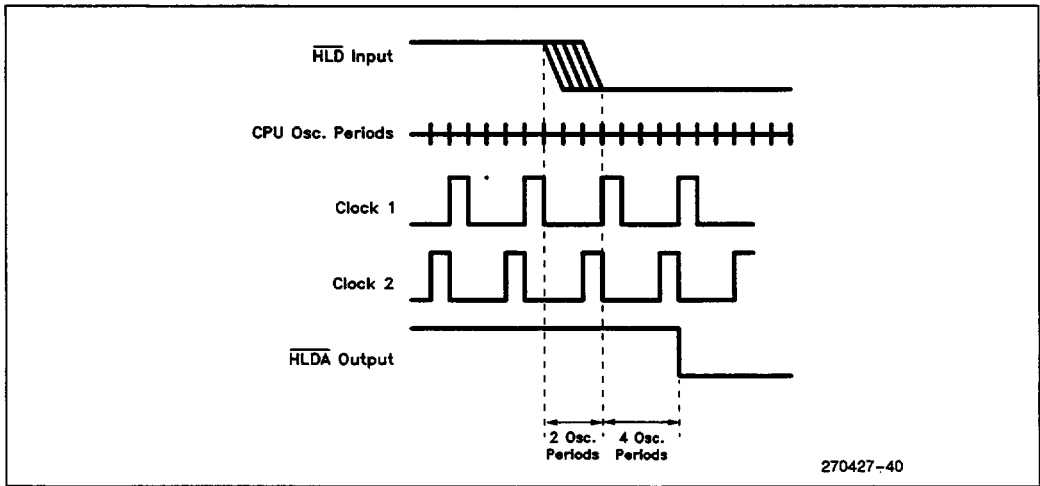 HLD Input
CPU Osc. Periods
Clock 1
Clock 2
HLDA Output
2 Osc. 4 Osc.
Periods Periods
270427-40